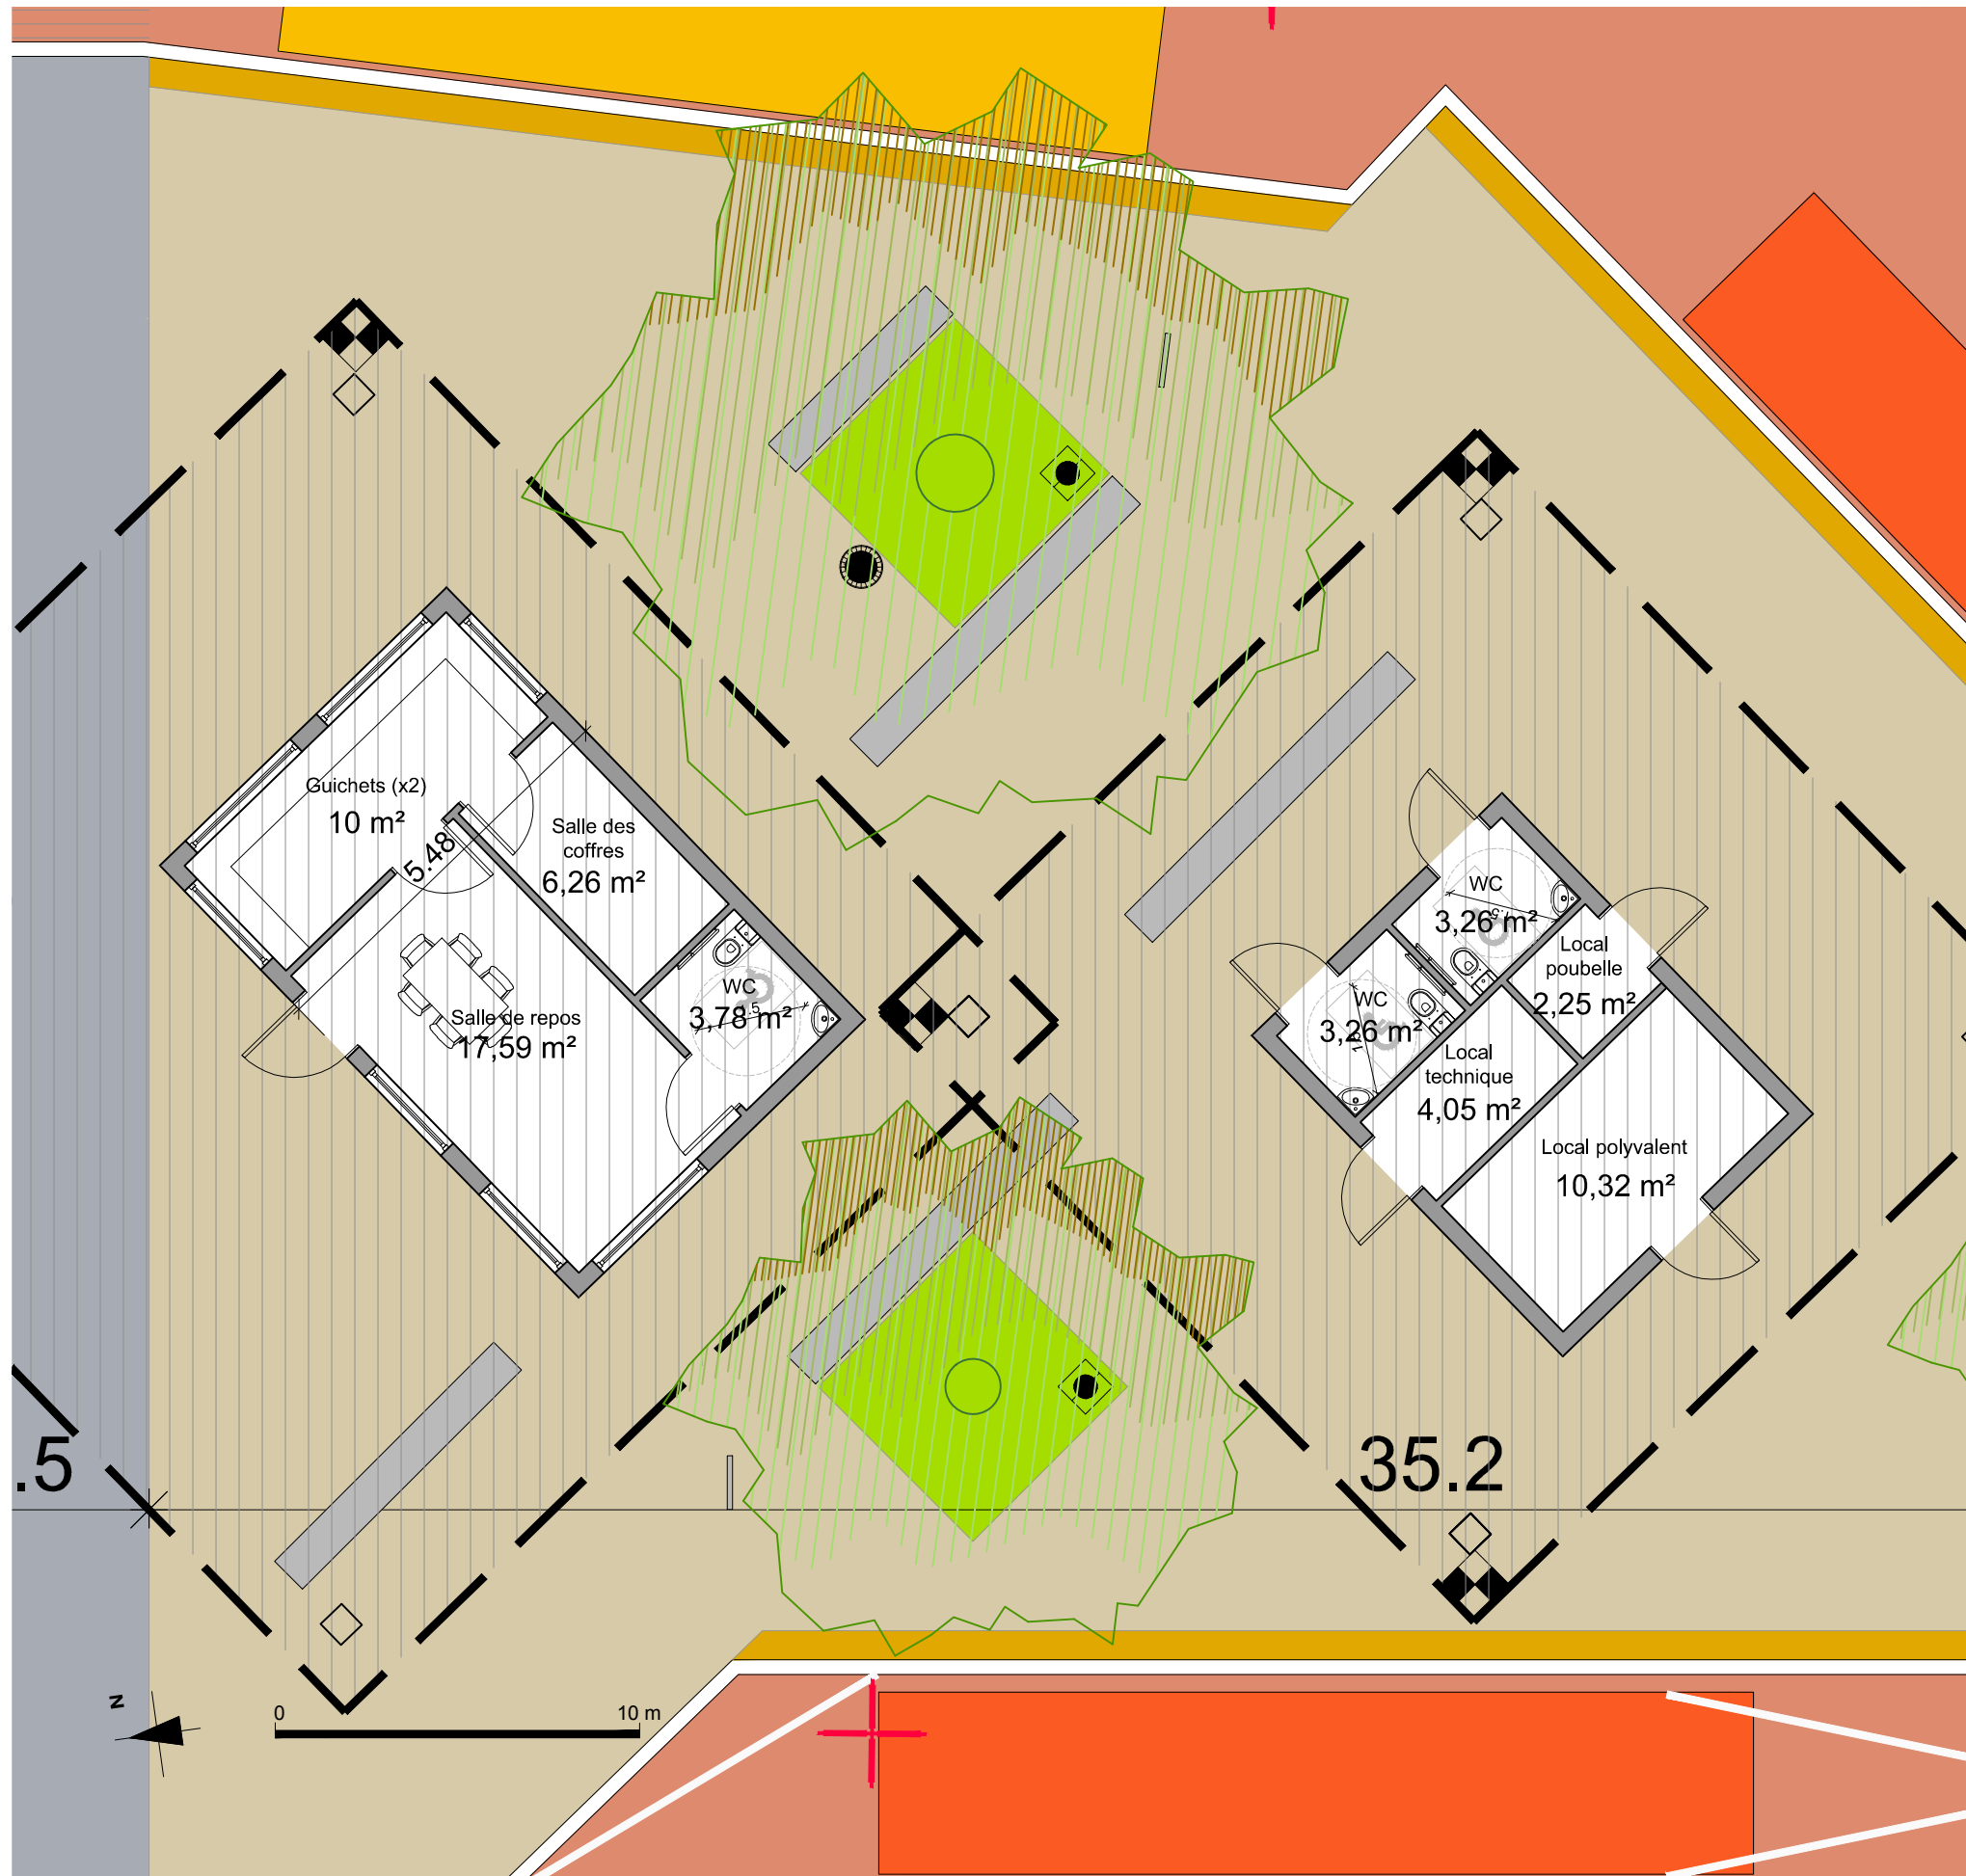 Guichets (x2)
10 m²
5.48
Salle des
coffres
6,26 m²
WC
3,78 m²
Salle de repos
17,59 m²
WC
3,26 m²
Local
poubelle
2,25 m²
WC
3,26 m²
Local
technique
4,05 m²
Local polyvalent
10,32 m²
.5
35.2
N
0
10 m